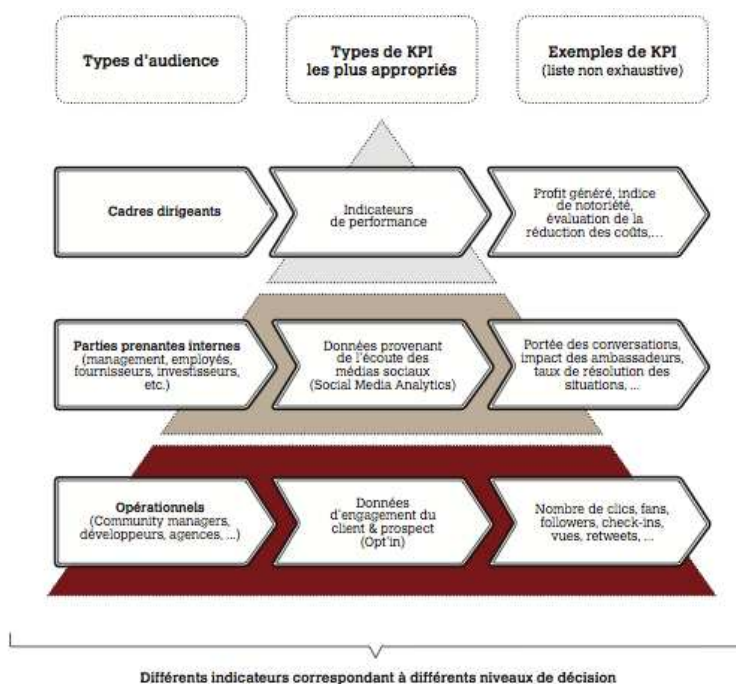 Types d'audience
Types de KPI
les plus appropriés
Exemples de KPI
(liste non exhaustive)
Cadres dirigeants
Indicateurs
de performance
Profit généré, indice
de notoriété,
évaluation de la
réduction des coûts,...
Parties prenantes internes
(management, employés,
fournisseurs, investisseurs,
etc.)
Données provenant
de l'écoute des
médias sociaux
(Social Media Analytics)
Portée des conversations,
impact des ambassadeurs,
taux de résolution des
situations, ...
Opérationnels
(Community managers,
développeurs, agences, ...)
Données
d'engagement du
client & prospect
(Opt'in)
Nombre de clics, fans,
followers, check-ins,
vues, retweets, ...
Différents indicateurs correspondant à différents niveaux de décision